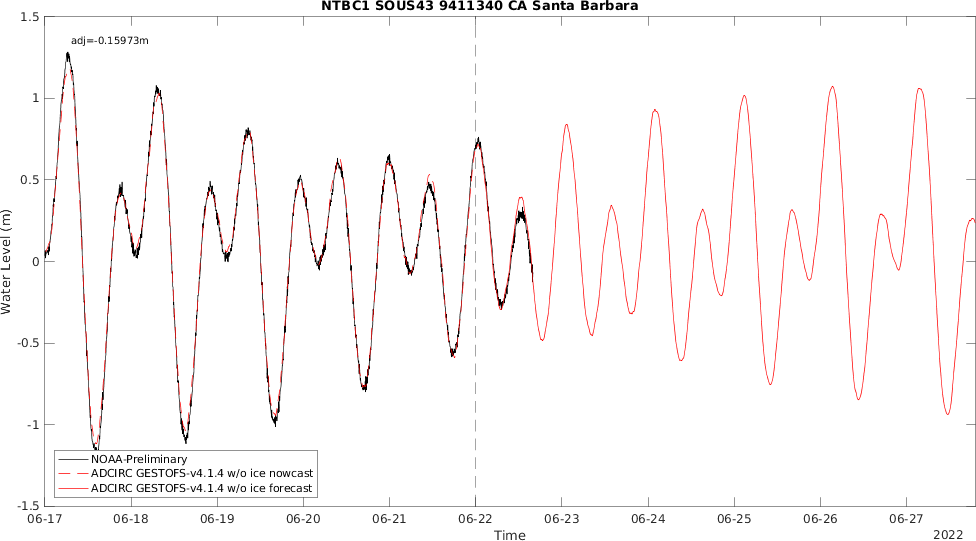 NTBC1 SOUS43 9411340 CA Santa Barbara
1.5
adj=-0.15973m
1
0.5
0
-0.5
-1
-1.5
Water Level (m)
NOAA-Preliminary
ADCIRC GESTOFS-v4.1.4 w/o ice nowcast
ADCIRC GESTOFS-v4.1.4 w/o ice forecast
06-17 06-18 06-19 06-20 06-21 06-22 06-23 06-24 06-25 06-26 06-27
Time
2022